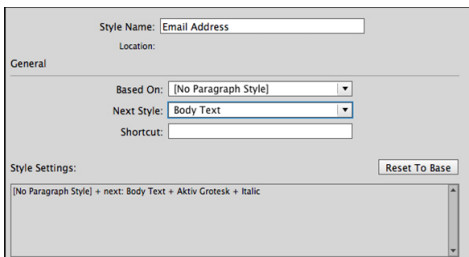 Style Name: Email Address
Location:
General
Based On: [No Paragraph Style]
Next Style: Body Text
Shortcut:
Style Settings: Reset To Base
[No Paragraph Style] + next: Body Text + Aktiv Grotesk + Italic